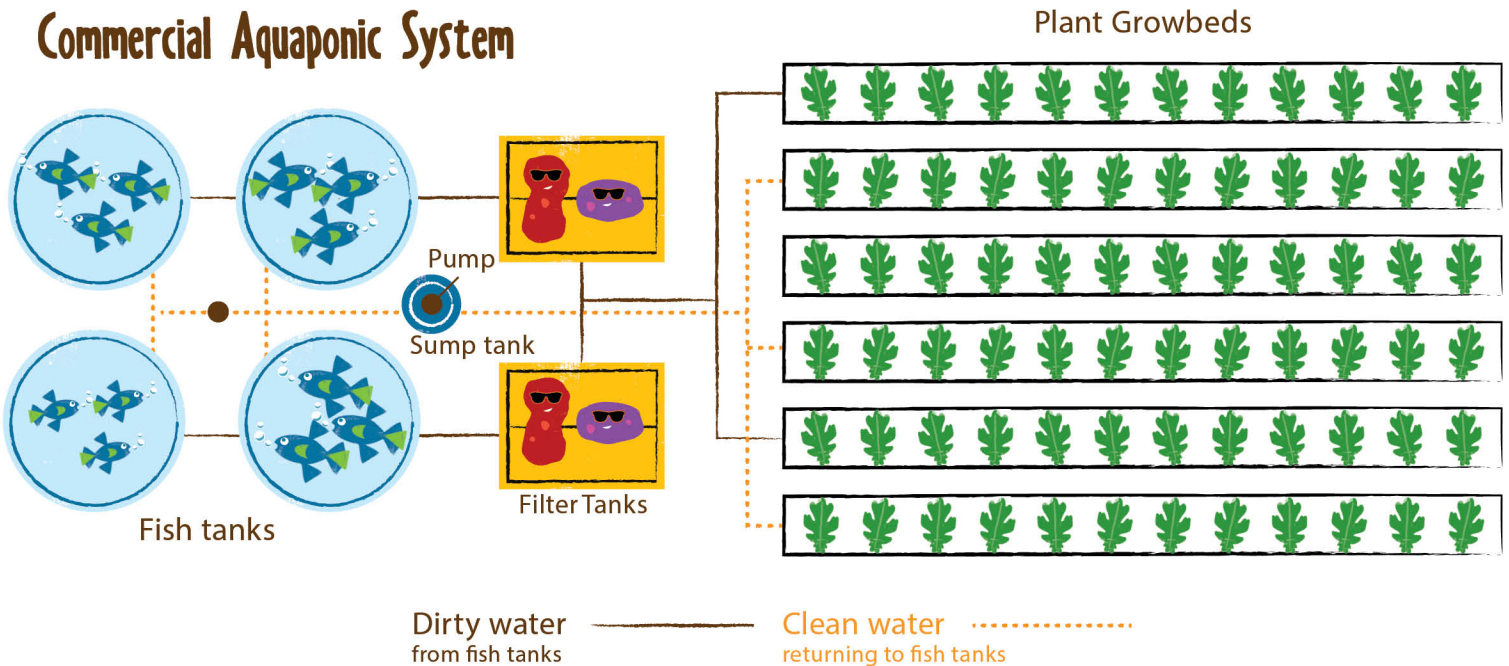 Commercial Aquaponic System
Plant Growbeds
Pump
Sump tank
Filter Tanks
Fish tanks
Dirty water
from fish tanks
Clean water
returning to fish tanks